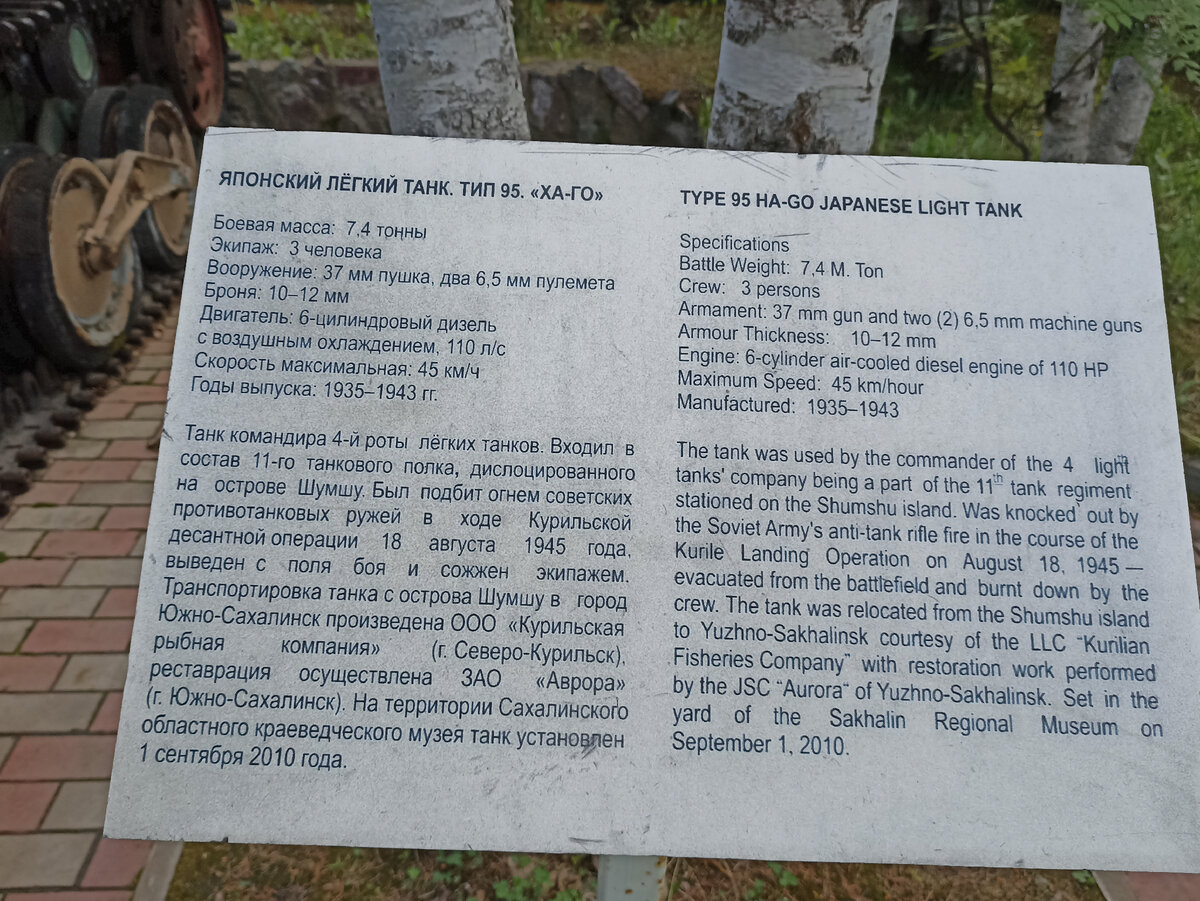 ЯПОНСКИЙ ЛЁГКИЙ ТАНК. ТИП 95. «ХА-ГО»
Боевая масса: 7,4 тонны
Экипаж: 3 человека
Вооружение: 37 мм пушка, два 6,5 мм пулемета
Броня: 10–12 мм
Двигатель: 6-цилиндровый дизель
с воздушным охлаждением, 110 л/с
Скорость максимальная: 45 км/ч
Годы выпуска: 1935–1943 гг.
Танк командира 4-й роты лёгких танков. Входил в
состав 11-го танкового полка, дислоцированного
на острове Шумшу. Был подбит огнем советских
противотанковых ружей в ходе Курильской
десантной операции 18 августа 1945 года,
выведен с поля боя и сожжен экипажем.
Транспортировка танка с острова Шумшу в город
Южно-Сахалинск произведена ООО «Курильская
рыбная компания» (г. Северо-Курильск),
реставрация осуществлена ЗАО «Аврора»
(г. Южно-Сахалинск). На территории Сахалинского
областного краеведческого музея танк установлен
1 сентября 2010 года.
TYPE 95 HA-GO JAPANESE LIGHT TANK
Specifications
Battle Weight: 7,4 M. Ton
Crew: 3 persons
Armament: 37 mm gun and two (2) 6,5 mm machine guns
Armour Thickness: 10–12 mm
Engine: 6-cylinder air-cooled diesel engine of 110 HP
Maximum Speed: 45 km/hour
Manufactured: 1935–1943
The tank was used by the commander of the 4 light
tanks' company being a part of the 11th tank regiment
stationed on the Shumshu island. Was knocked out by
the Soviet Army's anti-tank rifle fire in the course of the
Kurile Landing Operation on August 18, 1945 —
evacuated from the battlefield and burnt down by the
crew. The tank was relocated from the Shumshu island
to Yuzhno-Sakhalinsk courtesy of the LLC "Kurilian
Fisheries Company" with restoration work performed
by the JSC "Aurora" of Yuzhno-Sakhalinsk. Set in the
yard of the Sakhalin Regional Museum on
September 1, 2010.